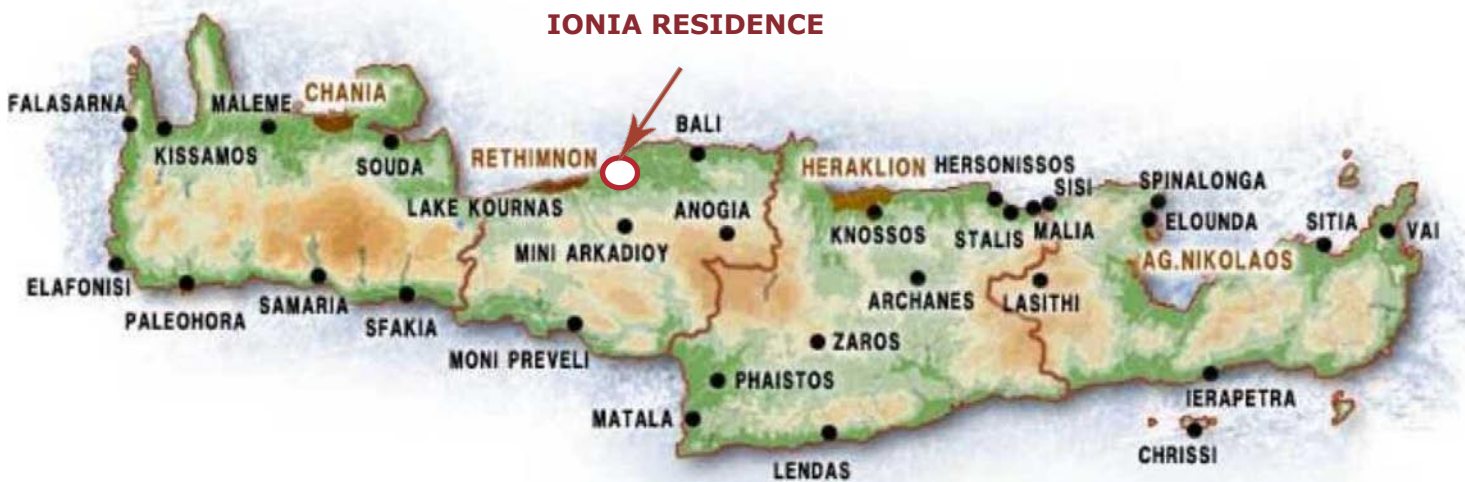 IONIA RESIDENCE
FALASARNA
MALEME
CHANIA
KISSAMOS
SOUDA
RETHIMNON
BALI
LAKE KOURNAS
MINI ARKADIOY
ANOGIA
HERAKLION
HERSONISSOS
SISI
SPINALONGA
KNOSSOS
STALIS
MALIA
ELOUNDA
SITIA
VAI
AG.NIKOLAOS
ELAFONISI
PALEOHORA
SAMARIA
SFAKIA
MONI PREVELI
ARCHANES
LASITHI
ZAROS
PHAISTOS
MATALA
LENDAS
IERAPETRA
CHRISSI